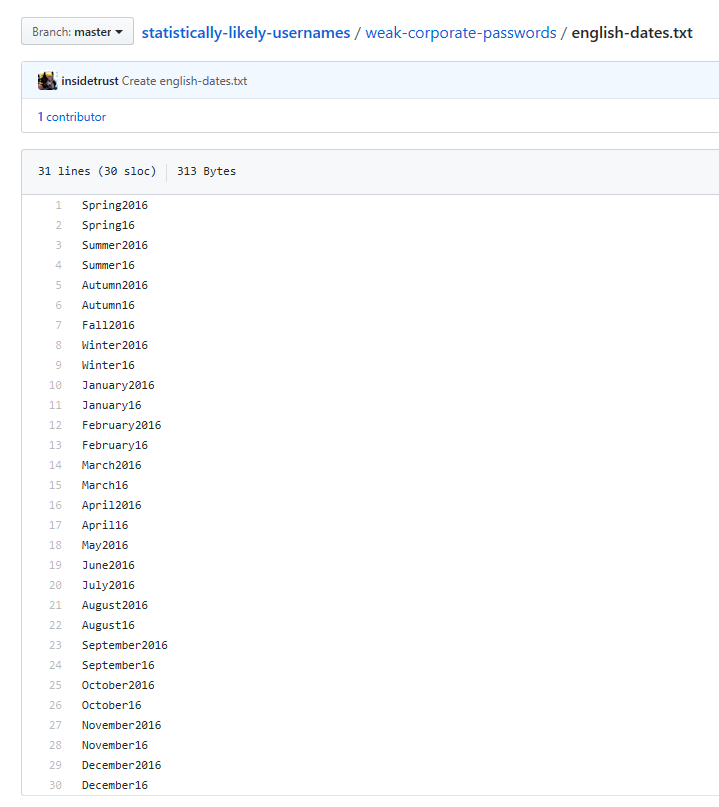 Branch: master statistically-likely-usernames / weak-corporate-passwords / english-dates.txt
insidetrust Create english-dates.txt
1 contributor
31 lines (30 sloc) 313 Bytes
1 Spring2016
2 Spring16
3 Summer2016
4 Summer16
5 Autumn2016
6 Autumn16
7 Fall2016
8 Winter2016
9 Winter16
10 January2016
11 January16
12 February2016
13 February16
14 March2016
15 March16
16 April2016
17 April16
18 May2016
19 June2016
20 July2016
21 August2016
22 August16
23 September2016
24 September16
25 October2016
26 October16
27 November2016
28 November16
29 December2016
30 December16